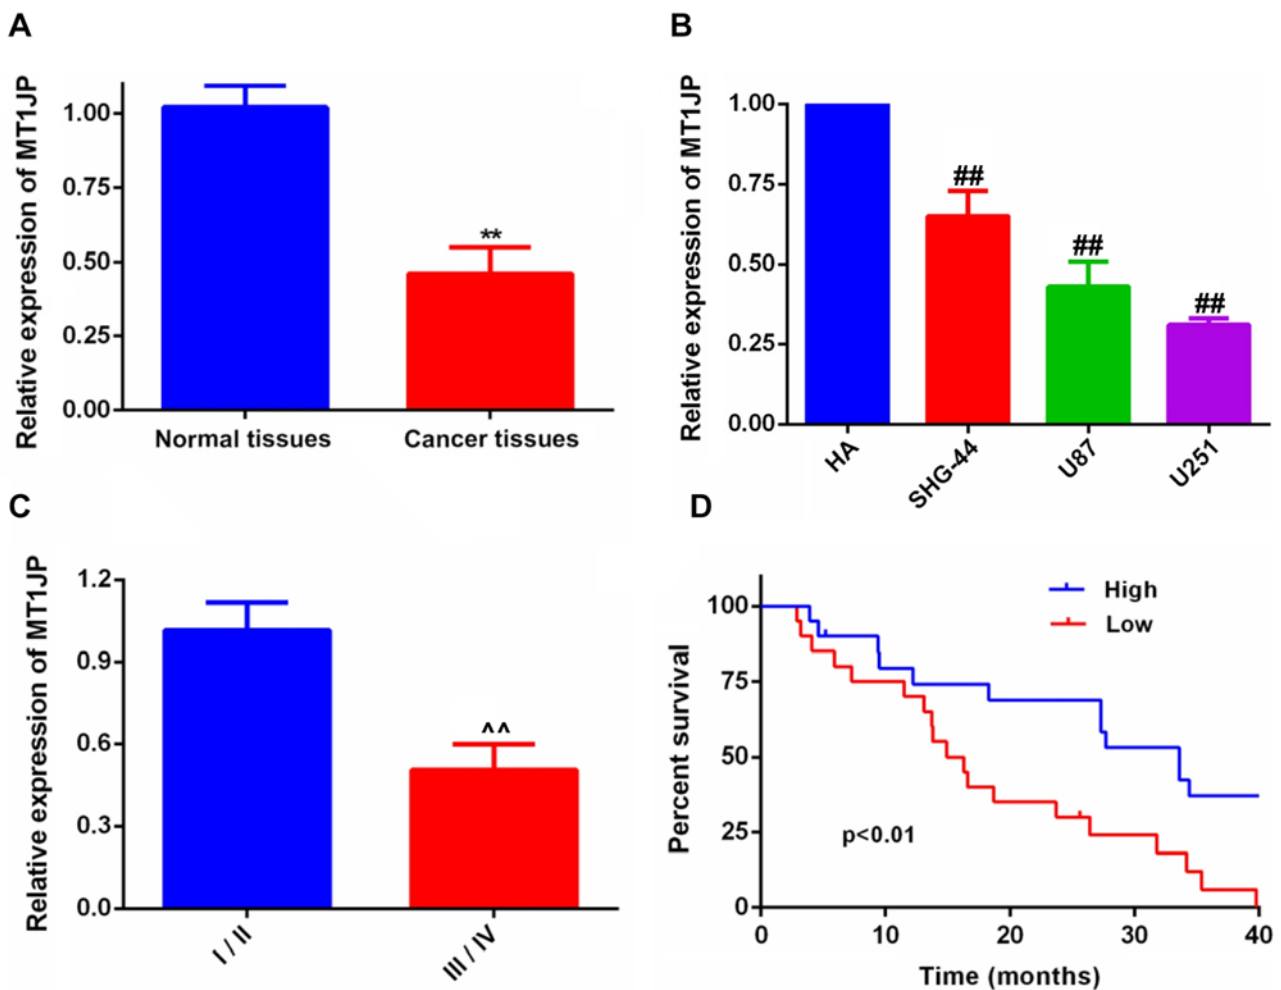 A
Relative expression of MT1JP
1.00
0.75
0.50
0.25
0.00
**
Normal tissues
Cancer tissues
B
Relative expression of MT1JP
1.00
0.75
0.50
0.25
0.00
##
##
##
HA
SHG-44
U87
U251
C
Relative expression of MT1JP
1.2
0.9
0.6
0.3
0.0
^^
I / II
III / IV
D
Percent survival
100
75
50
25
0
High
Low
p<0.01
0
10
20
30
40
Time (months)